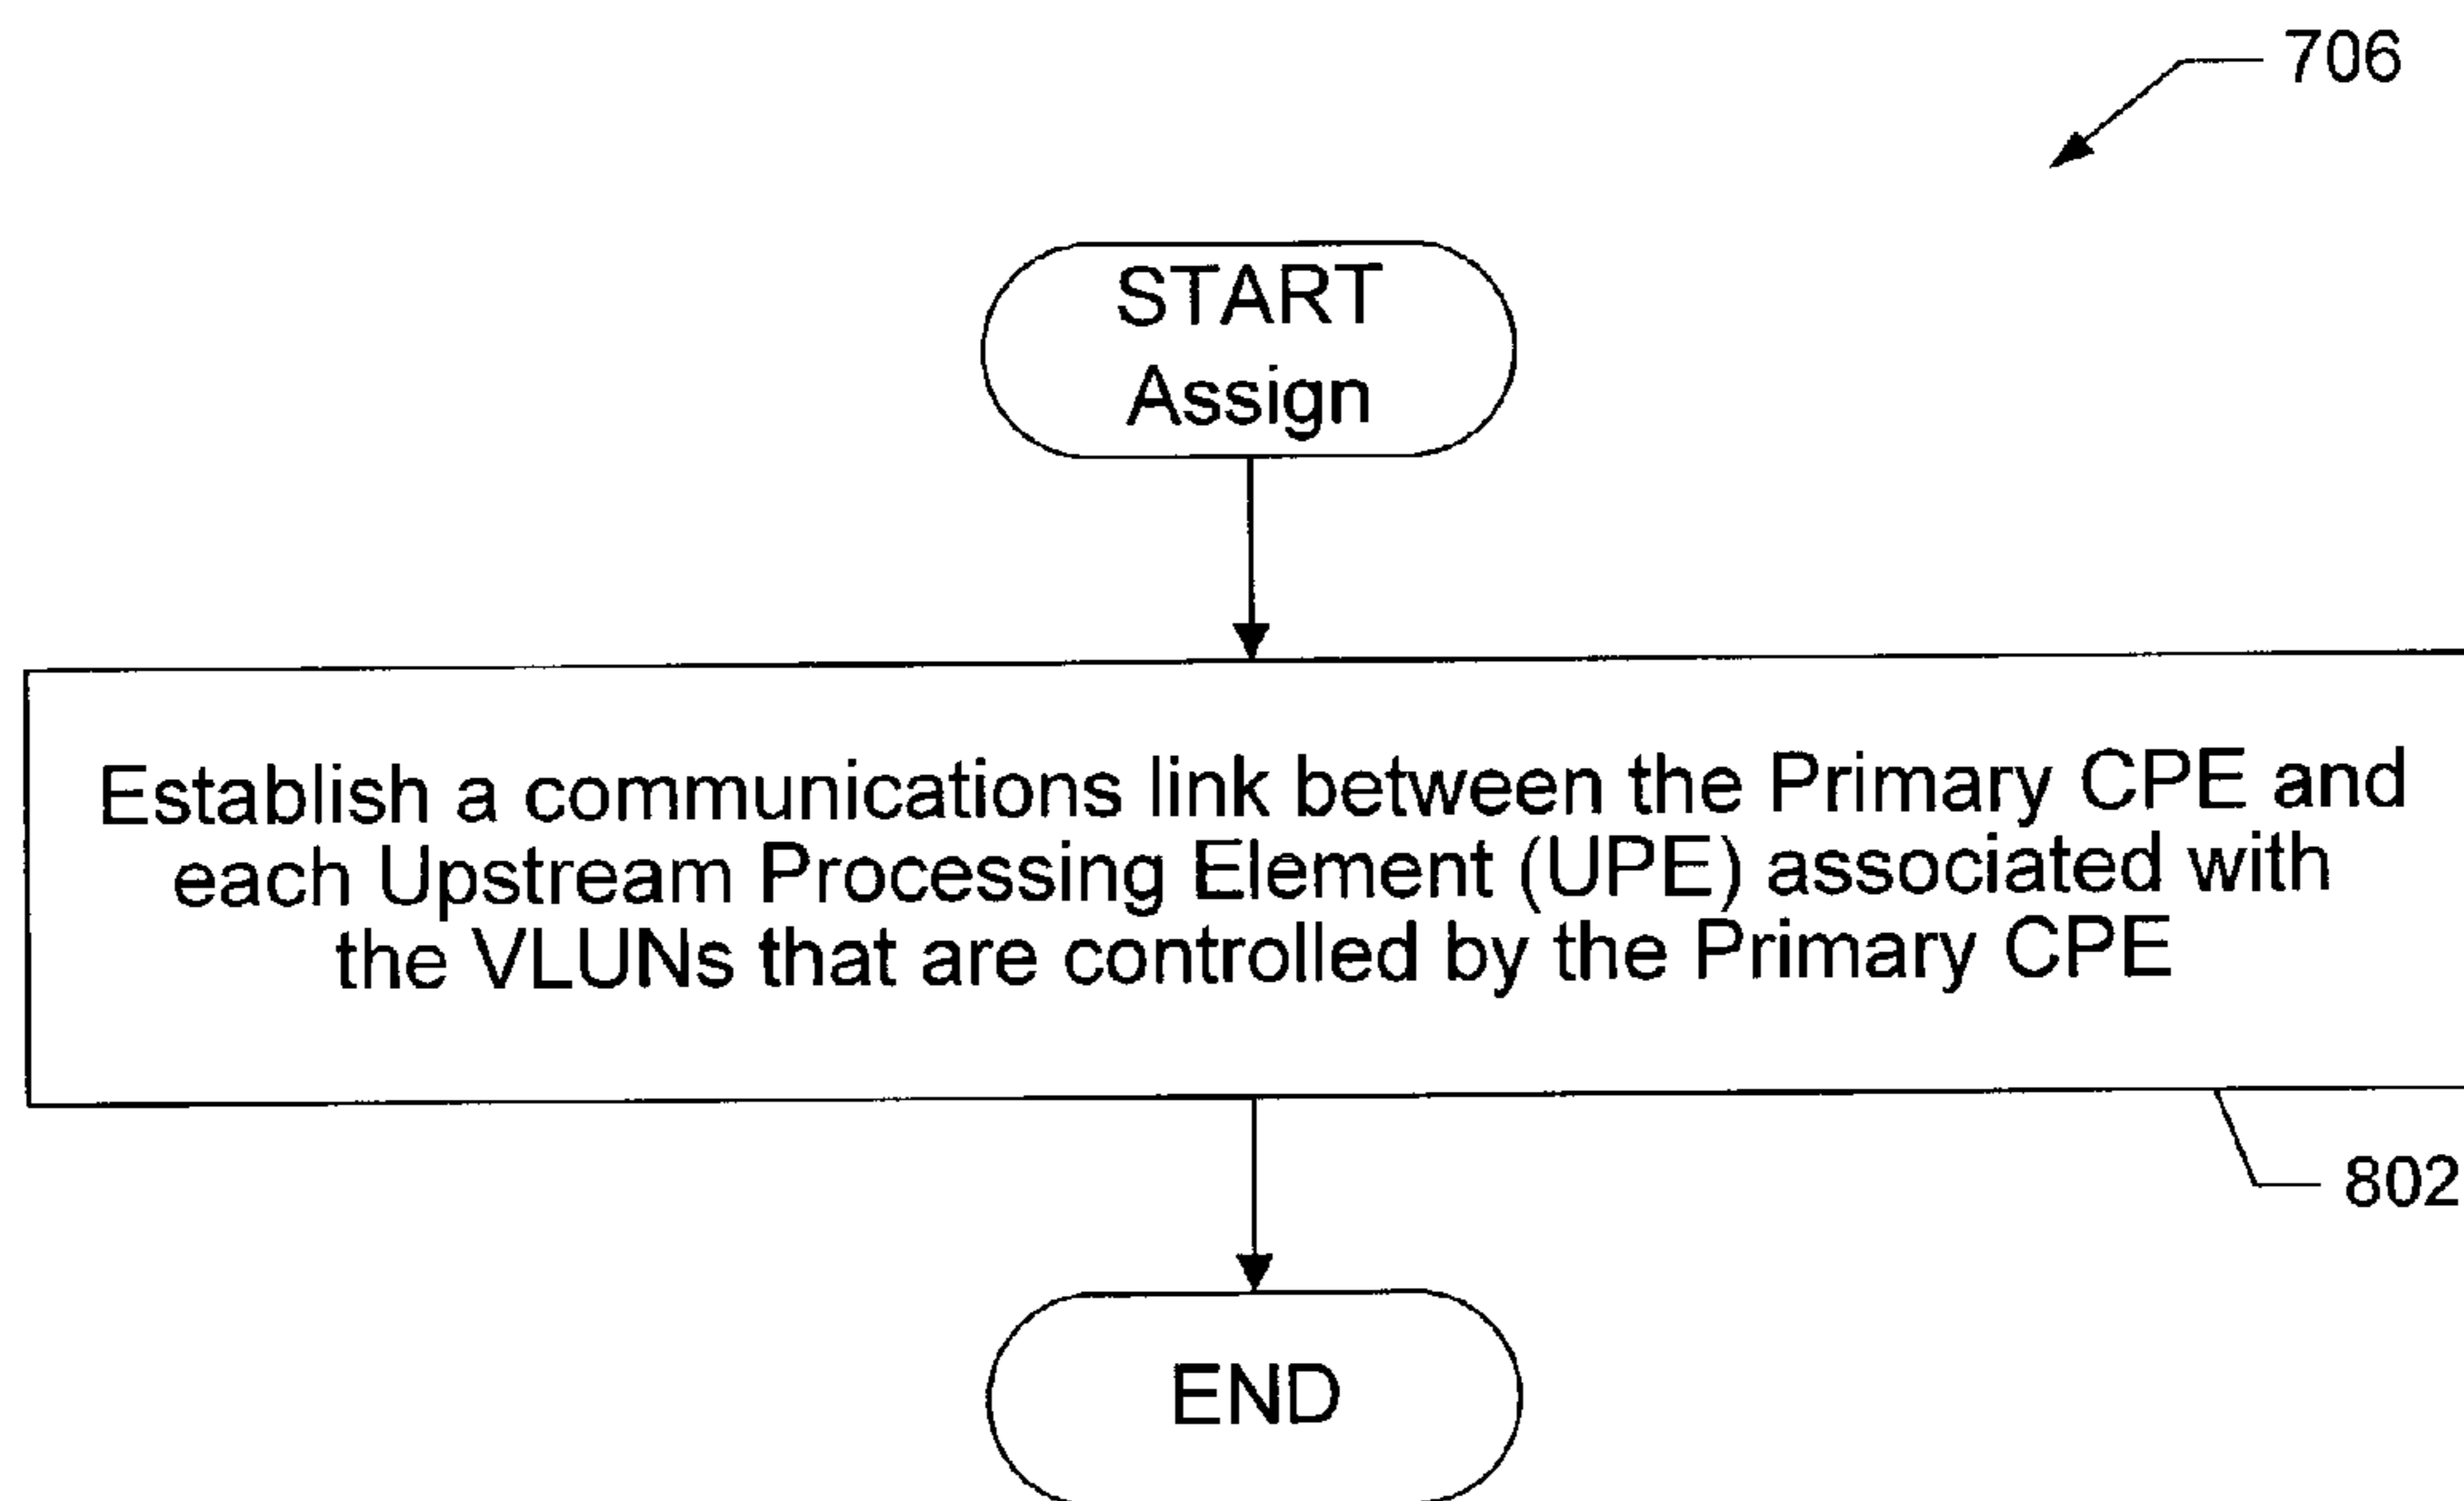 706
START
Assign
Establish a communications link between the Primary CPE and
each Upstream Processing Element (UPE) associated with
the VLUNs that are controlled by the Primary CPE
802
END